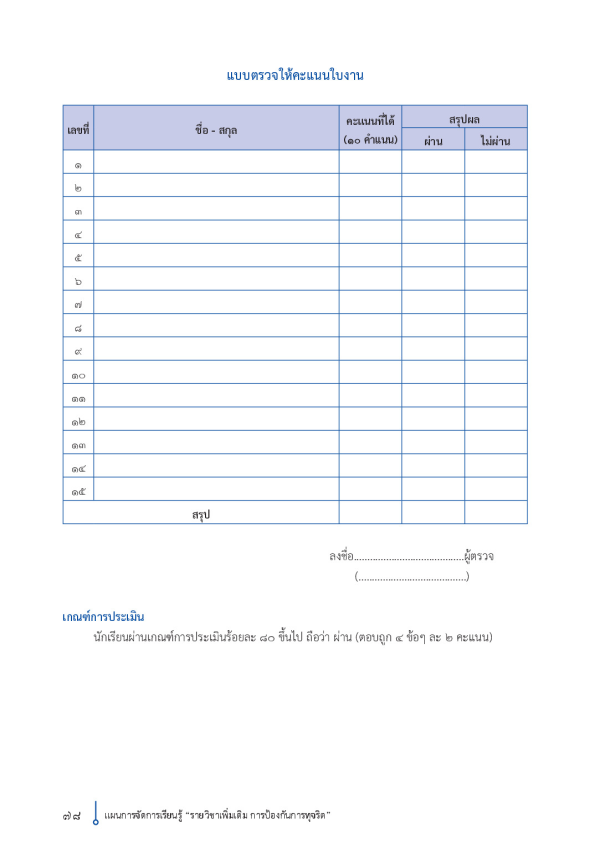 แบบตรวจให้คะแนนใบงาน
เลขที่ ชื่อ - สกุล คะแนนที่ได้ (๑๐ คำแนน) สรุปผล
ผ่าน ไม่ผ่าน
๑
๒
๓
๔
๕
๖
๗
๘
๙
๑๐
๑๑
๑๒
๑๓
๑๔
๑๕
สรุป
ลงชื่อ.........................................ผู้ตรวจ
(........................................)
เกณฑ์การประเมิน
นักเรียนผ่านเกณฑ์การประเมินร้อยละ ๘๐ ขึ้นไป ถือว่า ผ่าน (ตอบถูก ๔ ข้อๆ ละ ๒ คะแนน)
๗๘ แผนการจัดการเรียนรู้ “รายวิชาเพิ่มเติม การป้องกันการทุจริต”